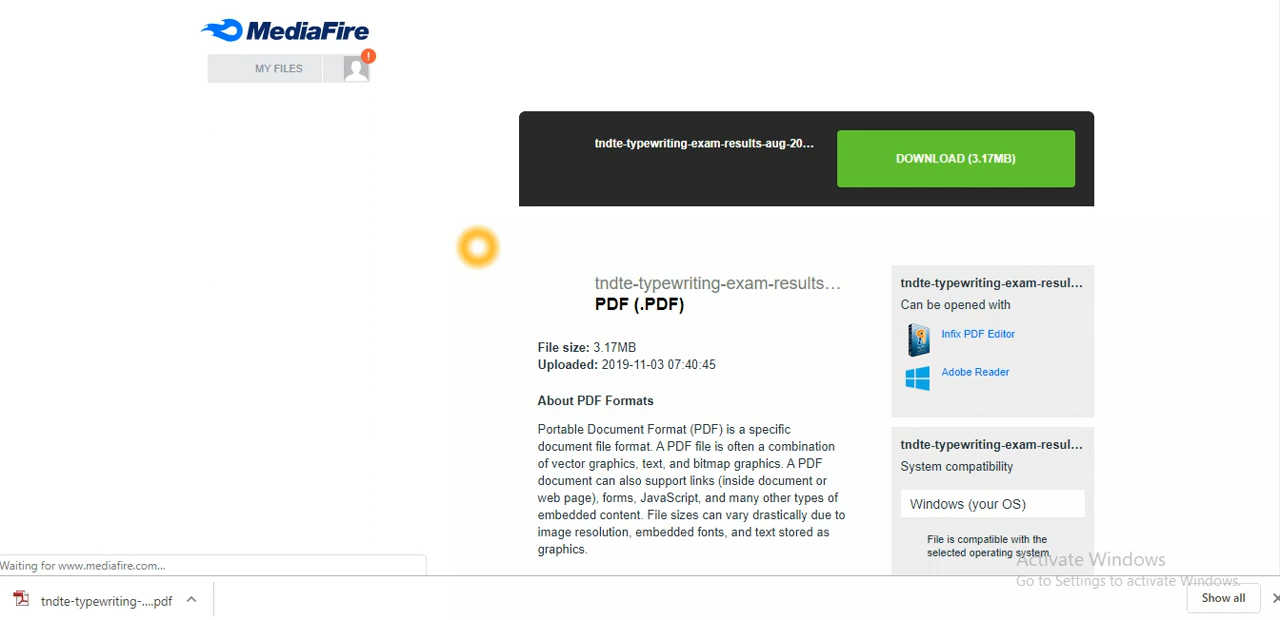 MediaFire
MY FILES
!
tndte-typewriting-exam-results-aug-20...
DOWNLOAD (3.17MB)
tndte-typewriting-exam-results...
PDF (.PDF)
File size: 3.17MB
Uploaded: 2019-11-03 07:40:45
About PDF Formats
Portable Document Format (PDF) is a specific
document file format. A PDF file is often a combination
of vector graphics, text, and bitmap graphics. A PDF
document can also support links (inside document or
web page), forms, JavaScript, and many other types of
embedded content. File sizes can vary drastically due to
image resolution, embedded fonts, and text stored as
graphics.
tndte-typewriting-exam-resul...
Can be opened with
Infix PDF Editor
Adobe Reader
tndte-typewriting-exam-resul...
System compatibility
Windows (your OS)
File is compatible with the
selected operating system.
Activate Windows
Go to Settings to activate Windows.
Waiting for www.mediafire.com...
tndte-typewriting-....pdf
Show all